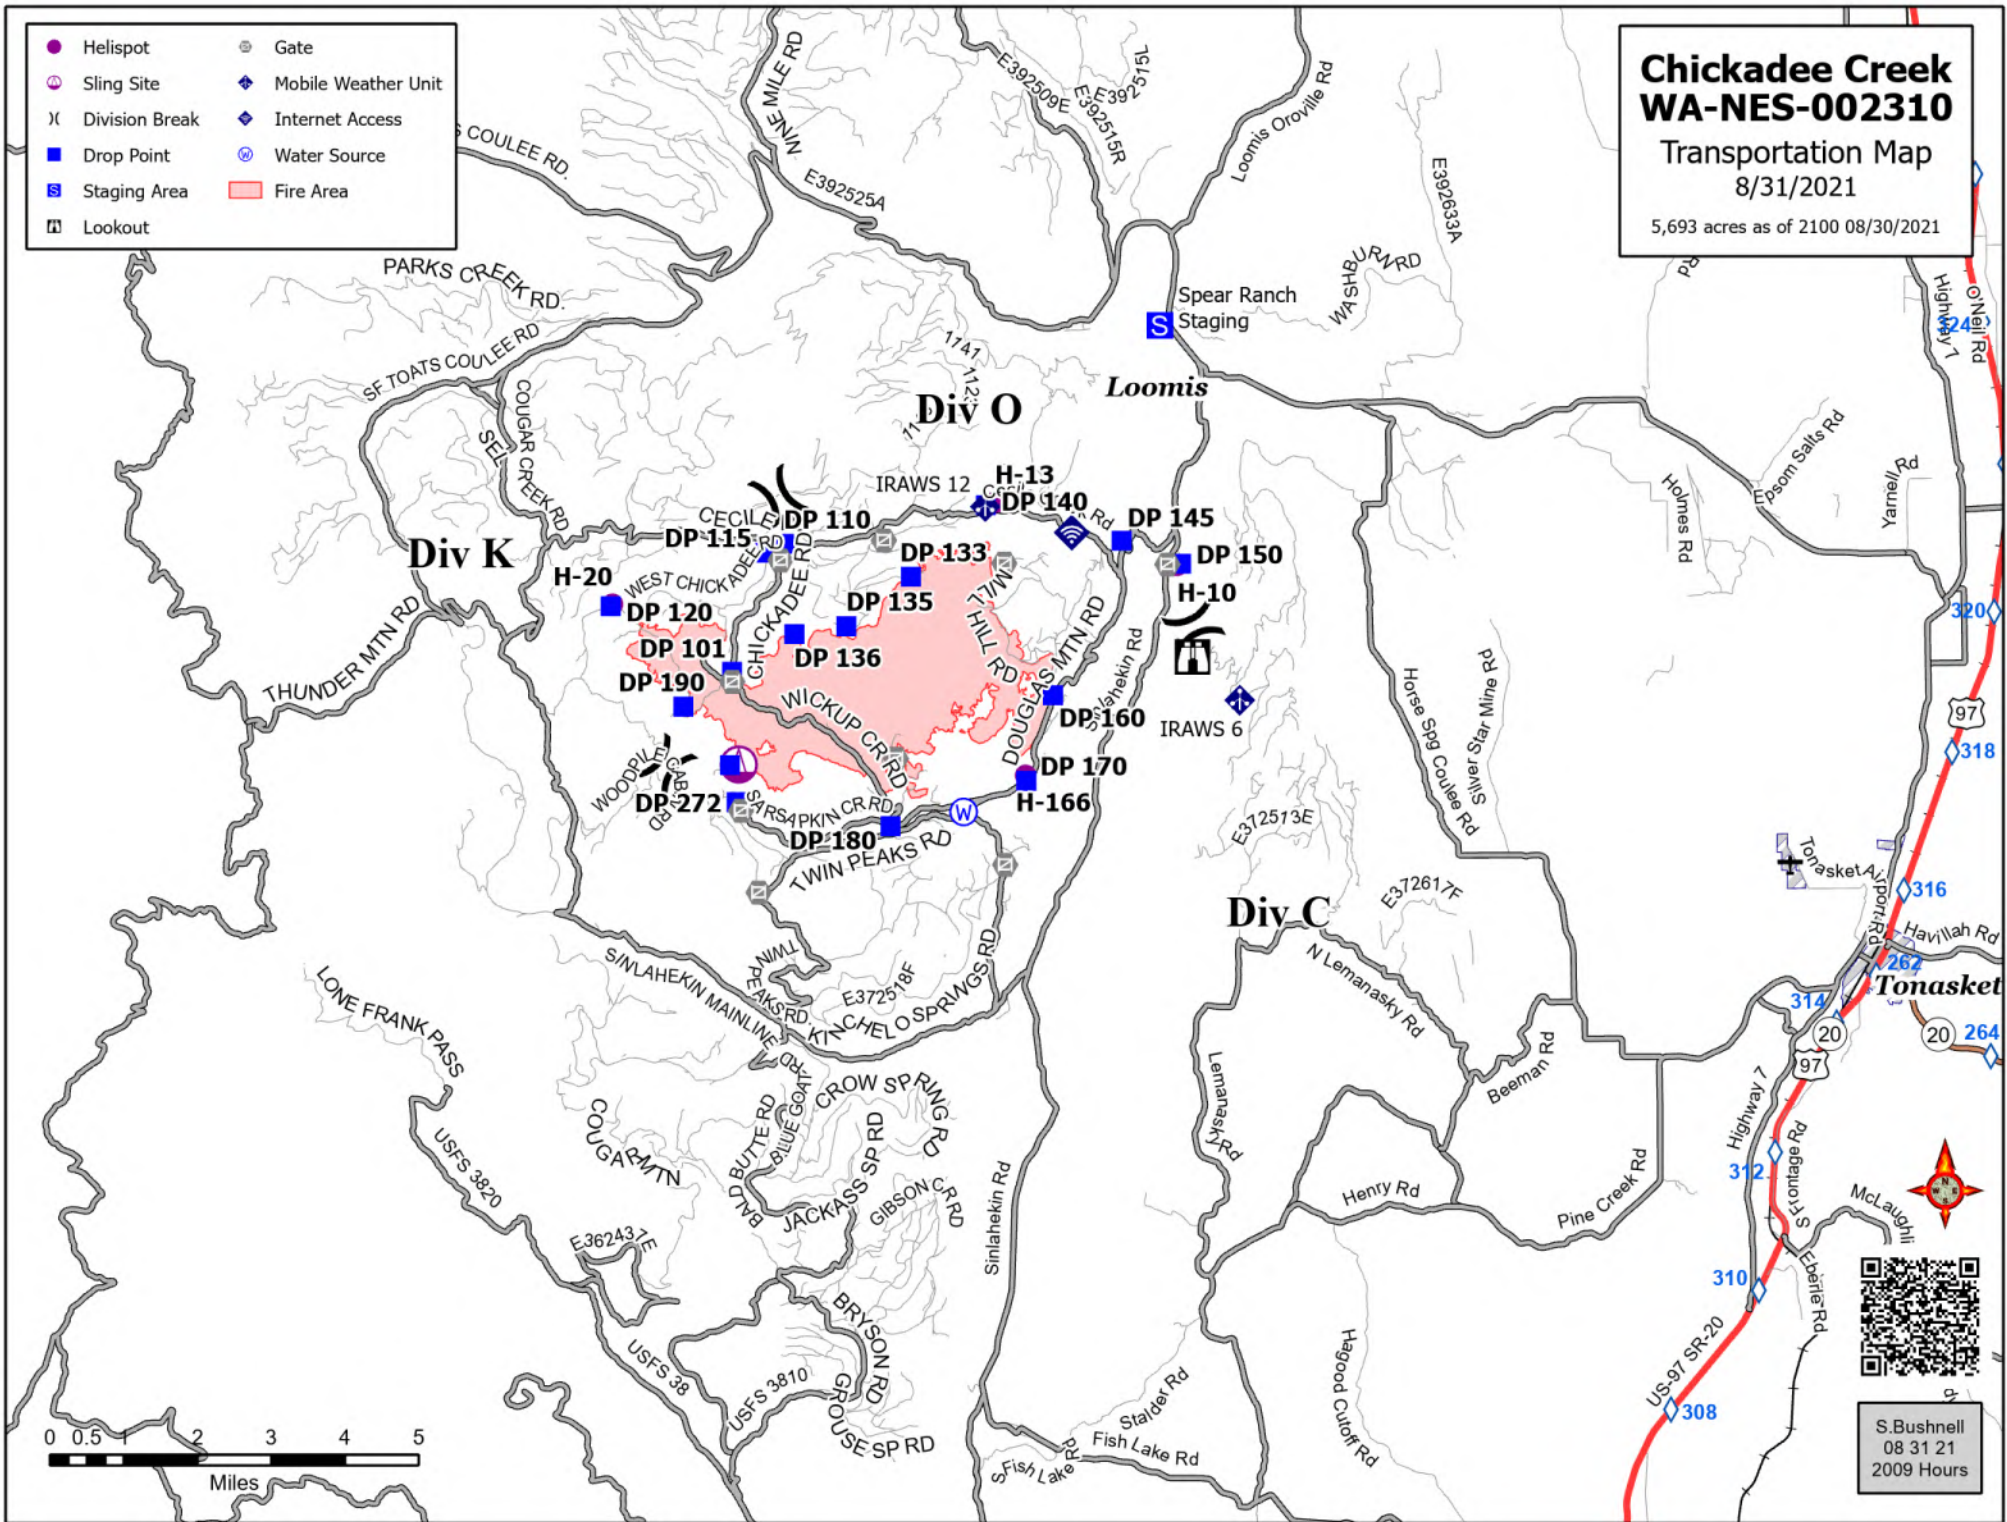 Helispot
Sling Site
Division Break
Drop Point
Staging Area
Lookout
Gate
Mobile Weather Unit
Internet Access
Water Source
Fire Area
Chickadee Creek
WA-NES-002310
Transportation Map
8/31/2021
5,693 acres as of 2100 08/30/2021
S COULEE RD.
NINE MILE RD
E392509E
E392515L
E392515R
Loomis Oroville Rd
E392525A
E392633A
PARKS CREEK RD.
WASHBURN RD
Rd
Highway 7
O'Neil Rd
324
Spear Ranch
Staging
S
SF TOATS COULEE RD
1141
Loomis
Div O
COUGAR CREEK RD
SEL
CREEK RD
Epsom Salts Rd
Holmes Rd
Yarnell Rd
IRAWS 12
H-13
DP 140
Rd
CECILE
DP 110
DP 145
DP 115
RD
Div K
DP 133
DP 150
WEST CHICKADEE
CHICKADEE RD
H-20
H-10
DP 120
DP 135
MILL
HILL RD
320
THUNDER MTN RD
DP 101
DP 136
DOUGLAS MTN RD
Sinlahekin Rd
DP 190
WICKUP CR RD
DP 160
IRAWS 6
Horse Spg Coulee Rd
Silver Star Mine Rd
97
318
DP 170
H-166
WOODPILE CABIN RD
DP 272
SARSAPKIN CR RD
W
DP 180
TWIN PEAKS RD
E372513E
Tonasket Airport Rd
E372617F
316
Div C
Havillah Rd
262
Tonasket
314
20
20
264
97
N Lemanasky Rd
SINLAHEKIN MAINLINE RD
TWIN
PEAKS RD.
E372518F
CHELO SPRINGS RD
LONE FRANK PASS
Beeman Rd
Lemanasky Rd
Highway 7
CROW SPRING RD
BLUE GOAT
BALD BUTTE RD
COUGAR MTN
USFS 3820
JACKASS SP RD
GIBSON CR RD
S Frontage Rd
312
Pine Creek Rd
Henry Rd
McLaughli
N
W
E
S
Sinlahekin Rd
E362437E
310
Eberle Rd
BRYSON RD
US-97 SR-20
USFS 38
Hagood Cutoff Rd
USFS 3810
Stalder Rd
308
GROUSE SP RD
Fish Lake Rd
S Fish Lake Rd
0 0.5 1 2 3 4 5
Miles
S.Bushnell
08 31 21
2009 Hours